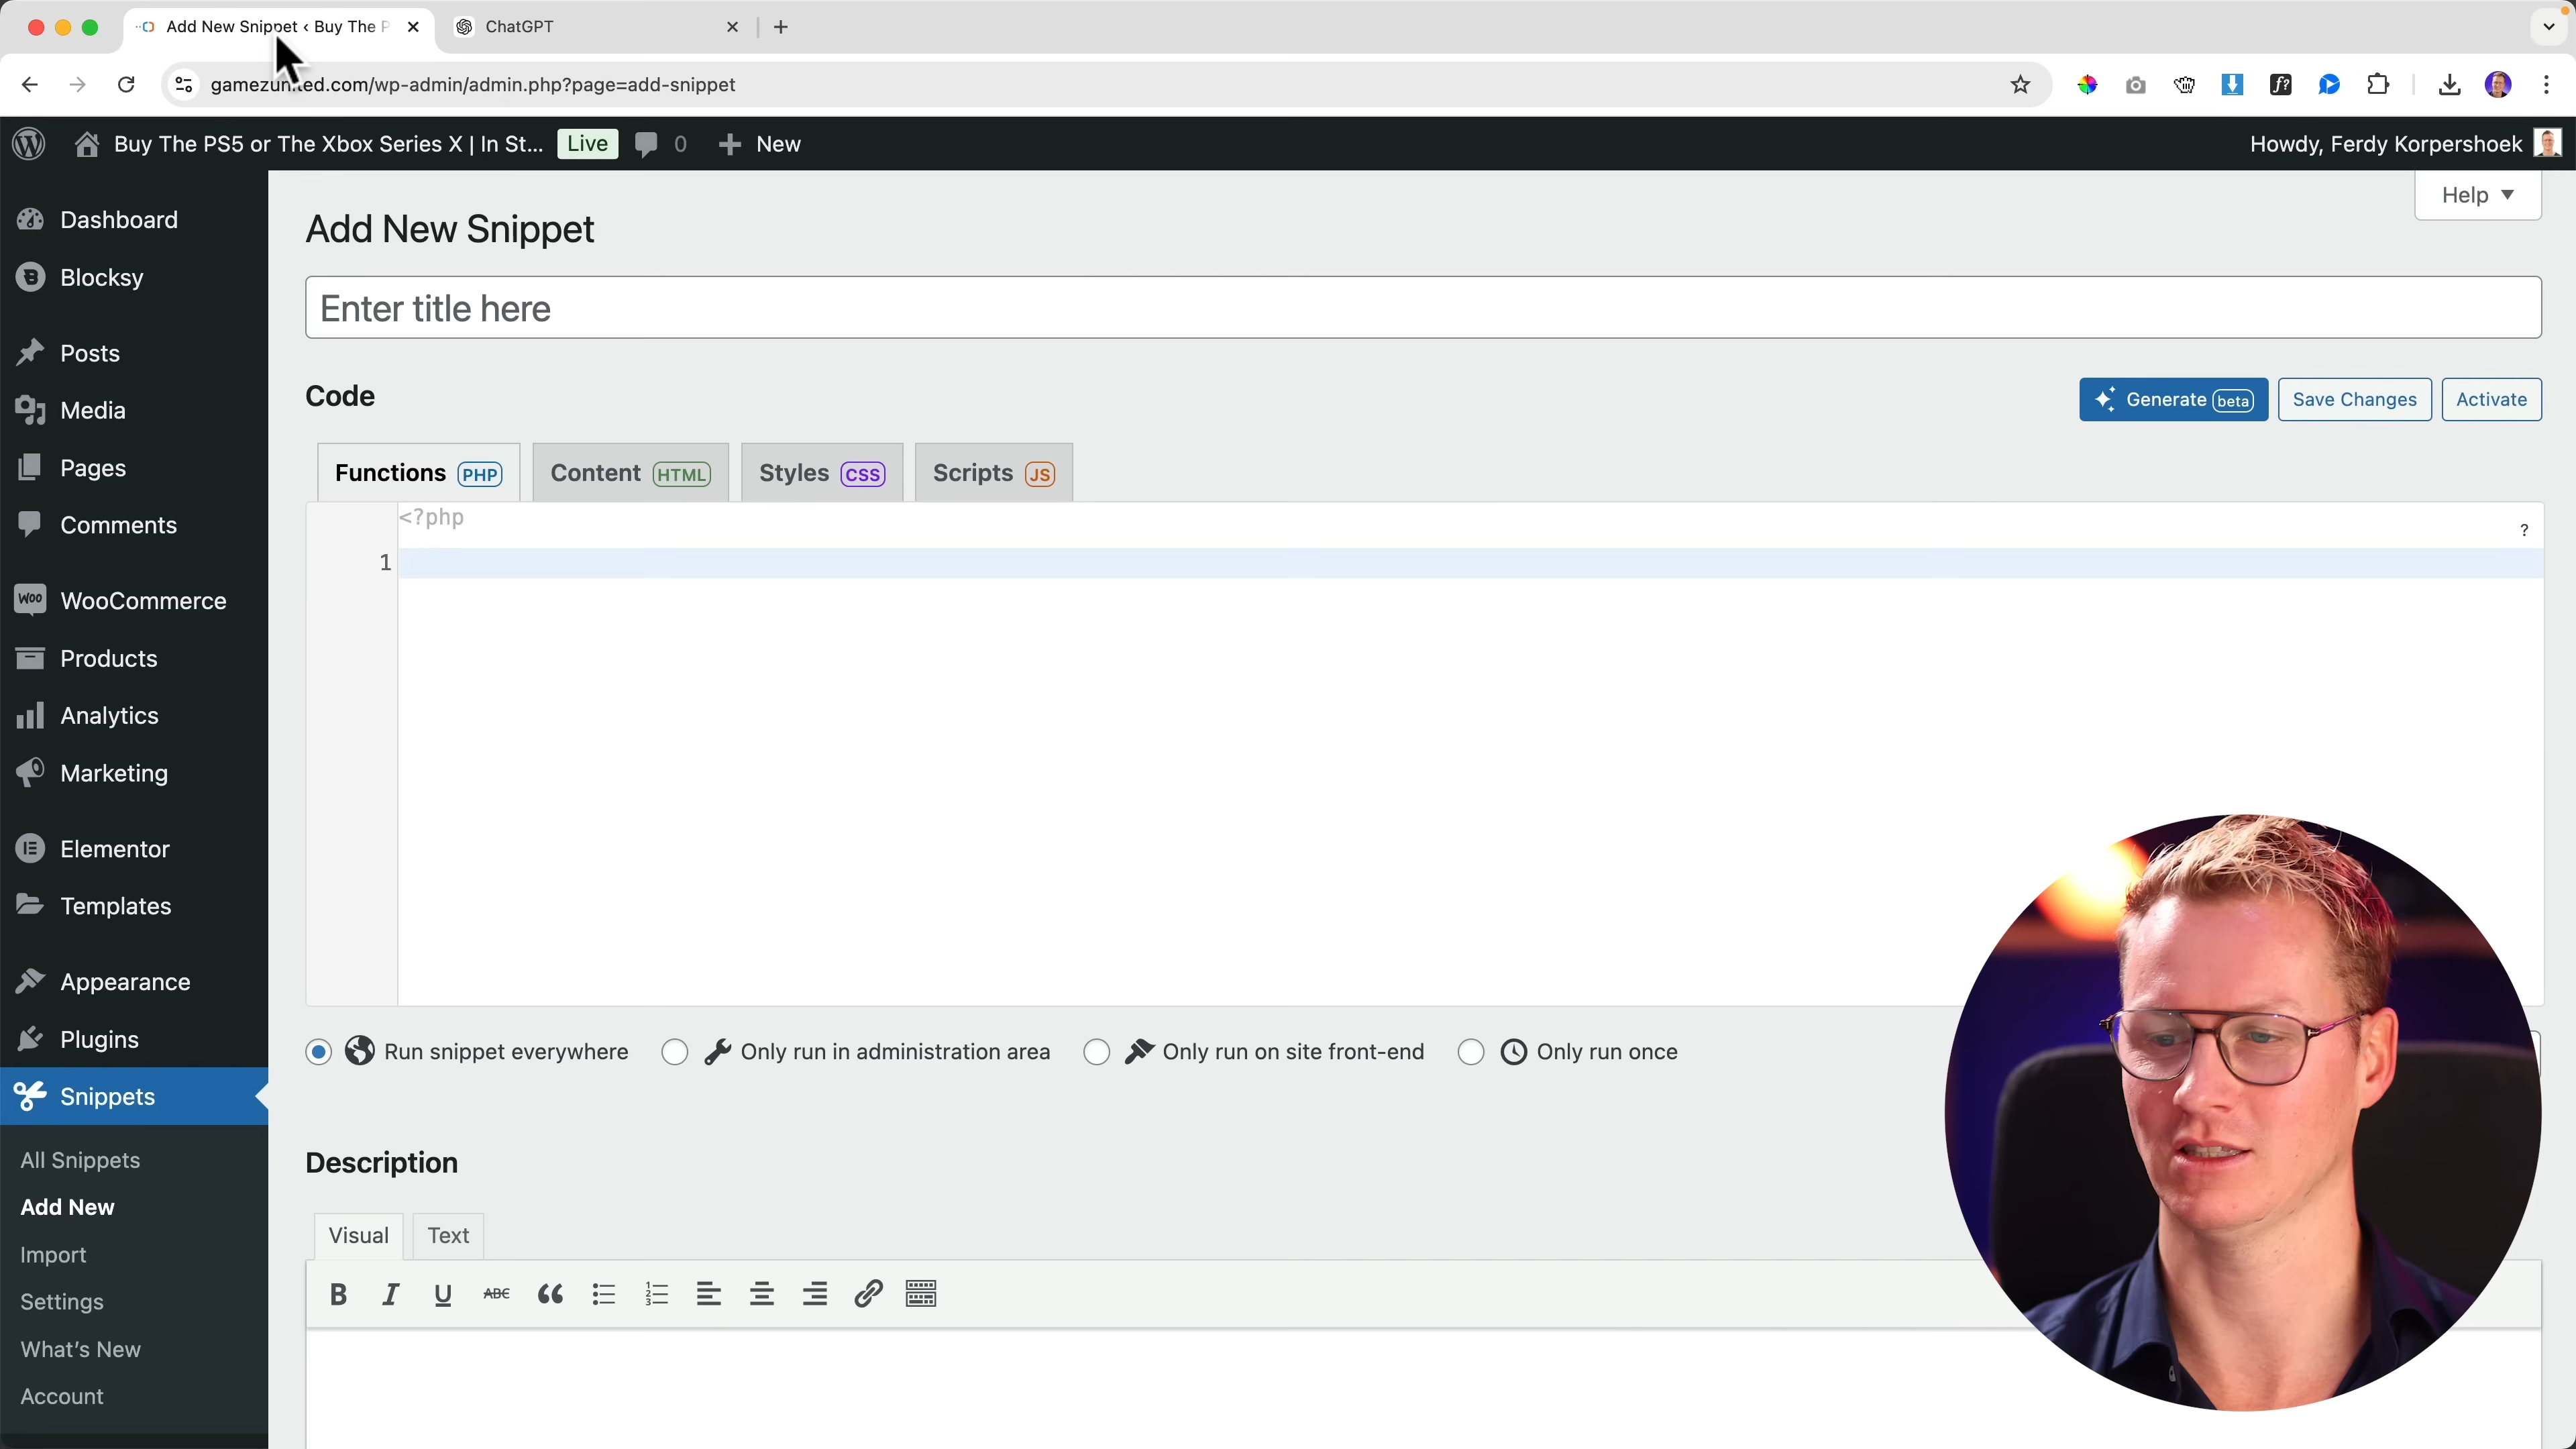 Add New Snippet ‹ Buy The P
ChatGPT
gamezunited.com/wp-admin/admin.php?page=add-snippet
Buy The PS5 or The Xbox Series X | In St...
Live
0
New
Howdy, Ferdy Korpershoek
Help
Dashboard
Blocksy
Posts
Media
Pages
Comments
WOO
WooCommerce
Products
Analytics
Marketing
Elementor
Templates
Appearance
Plugins
Snippets
All Snippets
Add New
Import
Settings
What's New
Account
Add New Snippet
Enter title here
Code
Generate beta
Save Changes
Activate
Functions PHP
Content HTML
Styles CSS
Scripts JS
<?php
?
1
Run snippet everywhere
Only run in administration area
Only run on site front-end
Only run once
Description
Visual
Text
B I U ABC